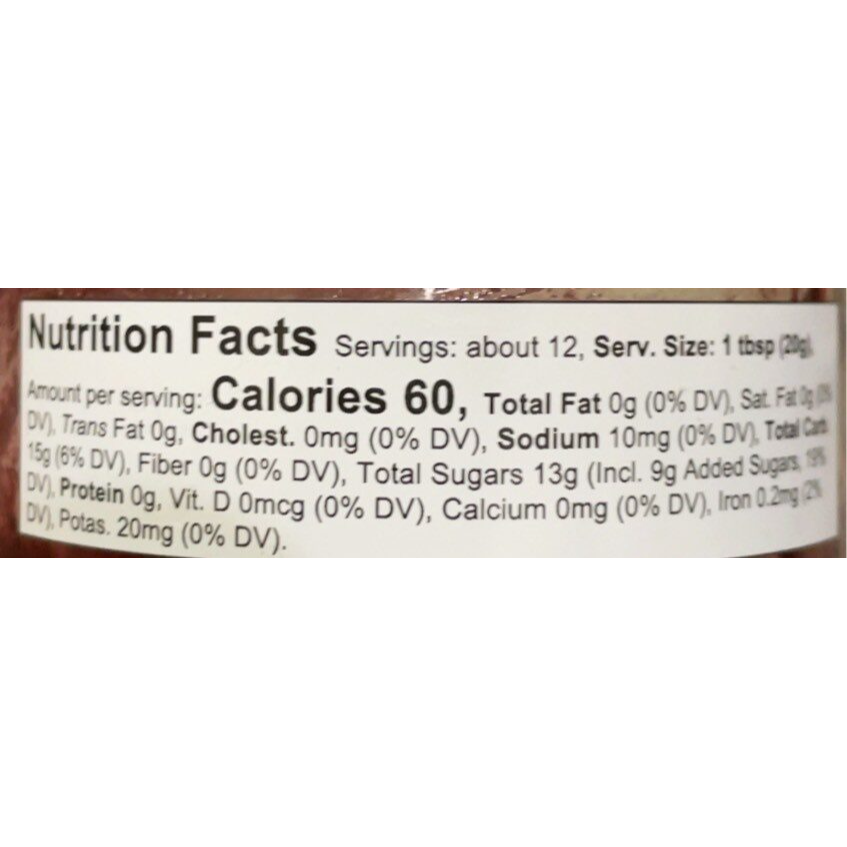 Nutrition Facts Servings: about 12, Serv. Size: 1 tbsp (20g),
Amount per serving: Calories 60, Total Fat 0g (0% DV), Sat. Fat 0g (0%
DV), Trans Fat 0g, Cholest. 0mg (0% DV), Sodium 10mg (0% DV), Total Carb.
15g (6% DV), Fiber 0g (0% DV), Total Sugars 13g (Incl. 9g Added Sugars,
DV), Protein 0g, Vit. D 0mcg (0% DV), Calcium 0mg (0% DV), Iron 0.2mg (2%
DV), Potas. 20mg (0% DV).